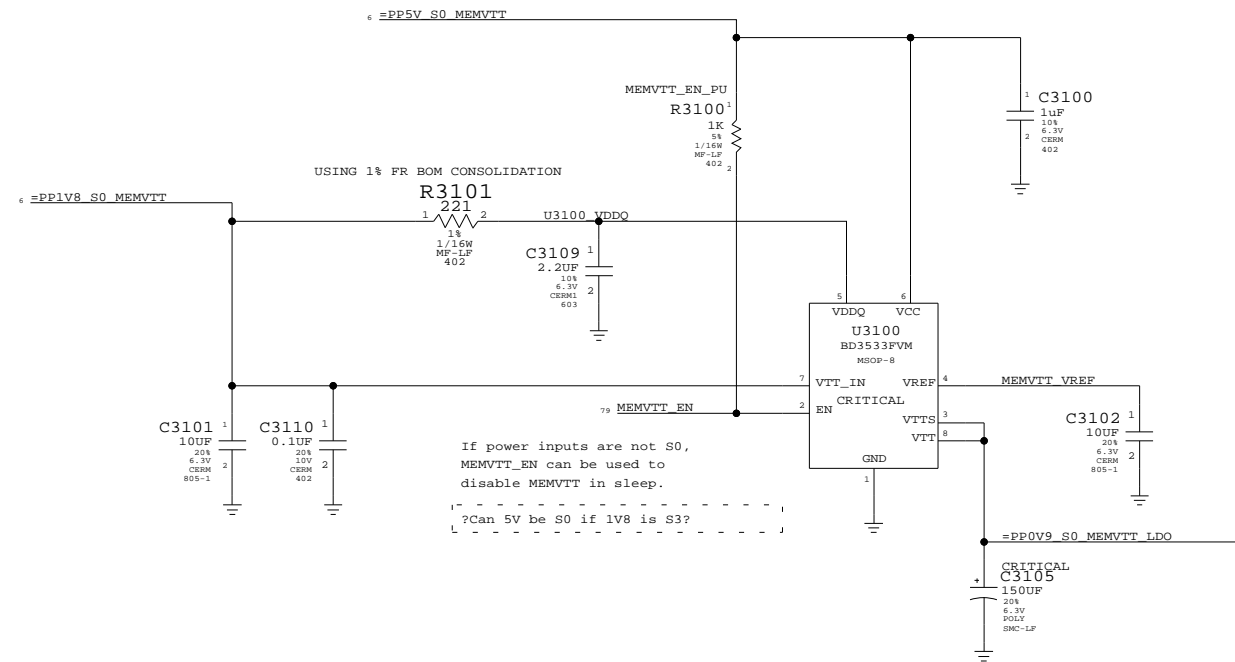 6 =PP5V_S0_MEMVTT
MEMVTT_EN_PU
R3100
1
1K
5%
1/16W
MF-LF
402
2
1
C3100
1uF
10%
6.3V
CERM
402
2
USING 1% FR BOM CONSOLIDATION
R3101
221
1
2
1%
1/16W
MF-LF
402
6 =PP1V8_S0_MEMVTT
U3100_VDDQ
C3109
1
2.2UF
10%
6.3V
CERM1
603
2
5
6
VDDQ
VCC
U3100
BD3533FVM
MSOP-8
7
VTT_IN
VREF
4
MEMVTT_VREF
CRITICAL
79 MEMVTT_EN
2
EN
VTTS
3
VTT
8
GND
1
C3101
1
10UF
20%
6.3V
CERM
805-1
2
C3110
1
0.1UF
20%
10V
CERM
402
2
C3102
1
10UF
20%
6.3V
CERM
805-1
2
If power inputs are not S0,
MEMVTT_EN can be used to
disable MEMVTT in sleep.
?Can 5V be S0 if 1V8 is S3?
=PP0V9_S0_MEMVTT_LDO
CRITICAL
C3105
+
150UF
20%
6.3V
POLY
SMC-LF